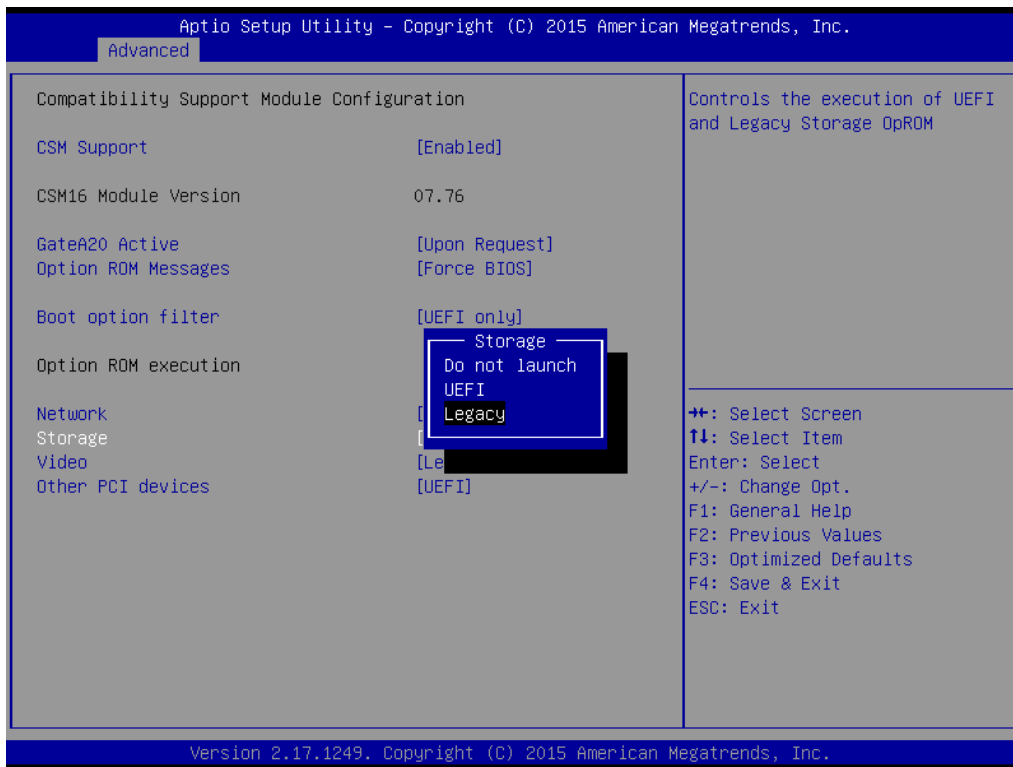 Aptio Setup Utility – Copyright (C) 2015 American Megatrends, Inc.
Advanced
Compatibility Support Module Configuration
CSM Support [Enabled]
CSM16 Module Version 07.76
GateA20 Active [Upon Request]
Option ROM Messages [Force BIOS]
Boot option filter [UEFI only]
Option ROM execution
Network [
Storage [
Video [Le
Other PCI devices [UEFI]
Storage
Do not launch
UEFI
Legacy
Controls the execution of UEFI
and Legacy Storage OpROM
→←: Select Screen
↑↓: Select Item
Enter: Select
+/-: Change Opt.
F1: General Help
F2: Previous Values
F3: Optimized Defaults
F4: Save & Exit
ESC: Exit
Version 2.17.1249. Copyright (C) 2015 American Megatrends, Inc.